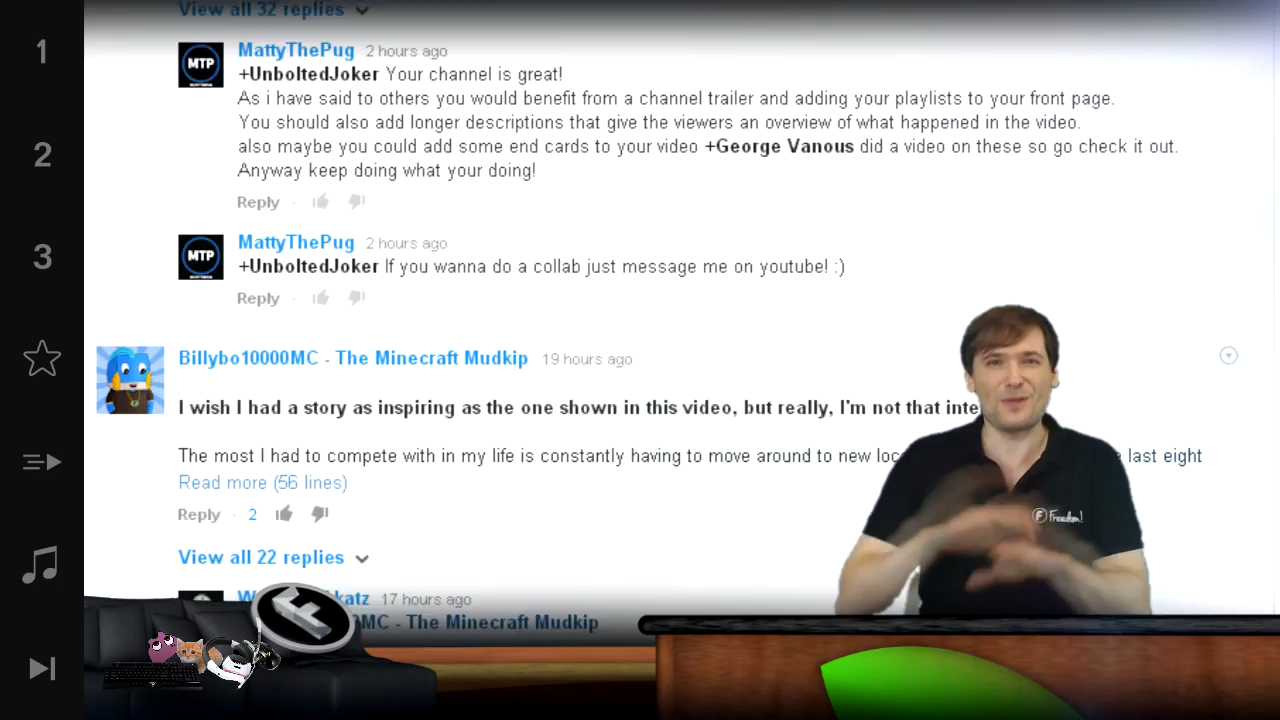 1
2
3
View all 32 replies
MattyThePug 2 hours ago
MTP
+UnboltedJoker Your channel is great!
As i have said to others you would benefit from a channel trailer and adding your playlists to your front page.
You should also add longer descriptions that give the viewers an overview of what happened in the video.
also maybe you could add some end cards to your video +George Vanous did a video on these so go check it out.
Anyway keep doing what your doing!
Reply
MattyThePug 2 hours ago
MTP
+UnboltedJoker If you wanna do a collab just message me on youtube! :)
Reply
Billybo10000MC - The Minecraft Mudkip 19 hours ago
I wish I had a story as inspiring as the one shown in this video, but really, I'm not that
The most I had to compete with in my life is constantly having to move around to new last eight
Read more (56 lines)
Reply · 2
View all 22 replies
17 hours ago
MC - The Minecraft Mudkip
F
F Freedom!